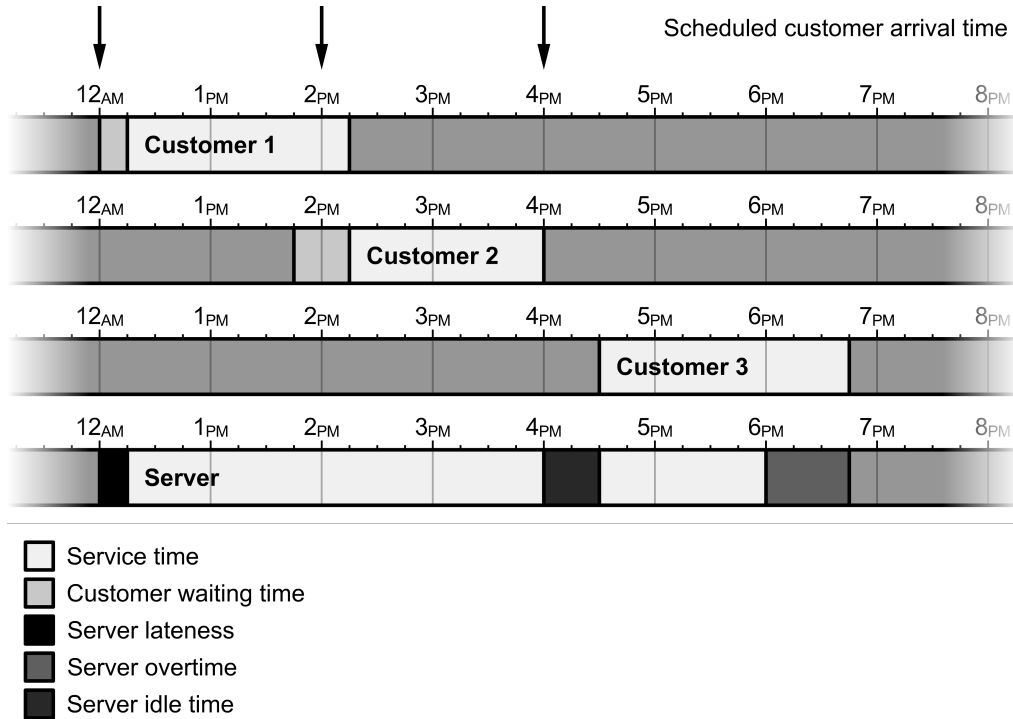 Scheduled customer arrival time
12AM 1PM 2PM 3PM 4PM 5PM 6PM 7PM 8PM
Customer 1
12AM 1PM 2PM 3PM 4PM 5PM 6PM 7PM 8PM
Customer 2
12AM 1PM 2PM 3PM 4PM 5PM 6PM 7PM 8PM
Customer 3
12AM 1PM 2PM 3PM 4PM 5PM 6PM 7PM 8PM
Server
Service time
Customer waiting time
Server lateness
Server overtime
Server idle time